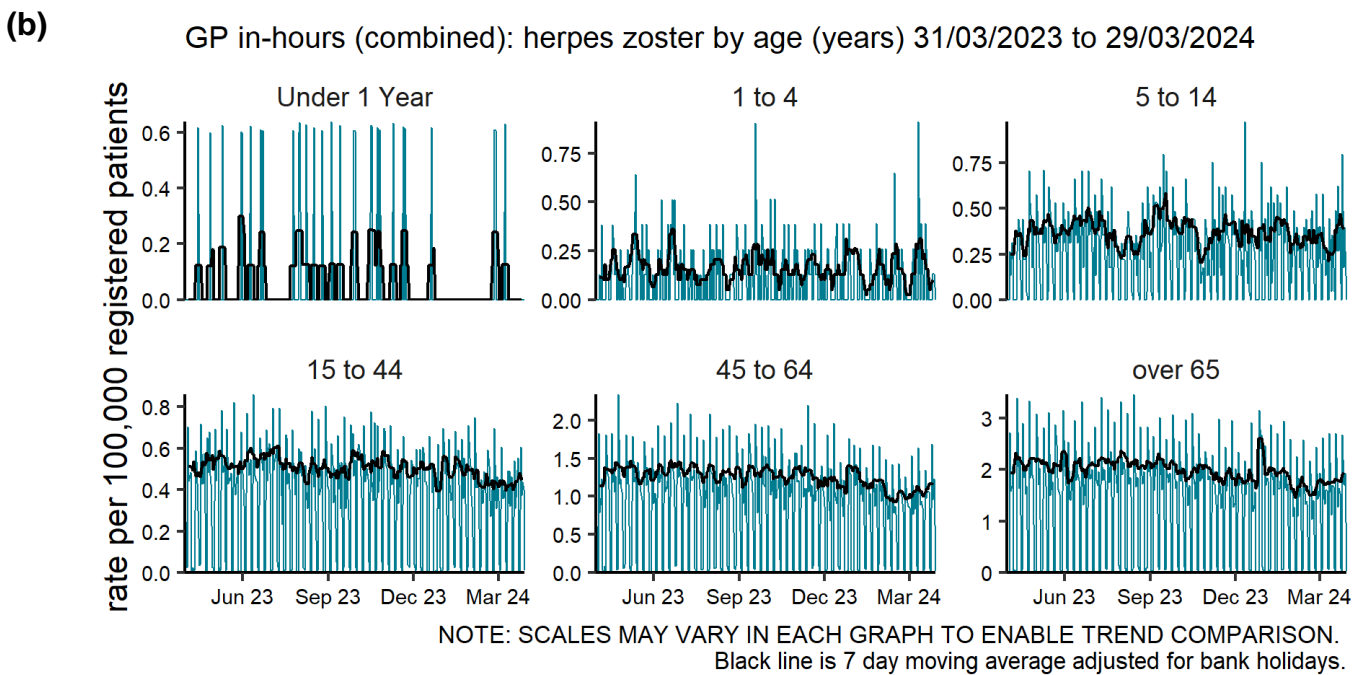 (b)
GP in-hours (combined): herpes zoster by age (years) 31/03/2023 to 29/03/2024
rate per 100,000 registered patients
Under 1 Year
0.6
0.4
0.2
0.0
1 to 4
0.75
0.50
0.25
0.00
5 to 14
0.75
0.50
0.25
0.00
15 to 44
0.8
0.6
0.4
0.2
0.0
Jun 23 Sep 23 Dec 23 Mar 24
45 to 64
2.0
1.5
1.0
0.5
0.0
Jun 23 Sep 23 Dec 23 Mar 24
over 65
3
2
1
0
Jun 23 Sep 23 Dec 23 Mar 24
NOTE: SCALES MAY VARY IN EACH GRAPH TO ENABLE TREND COMPARISON.
Black line is 7 day moving average adjusted for bank holidays.